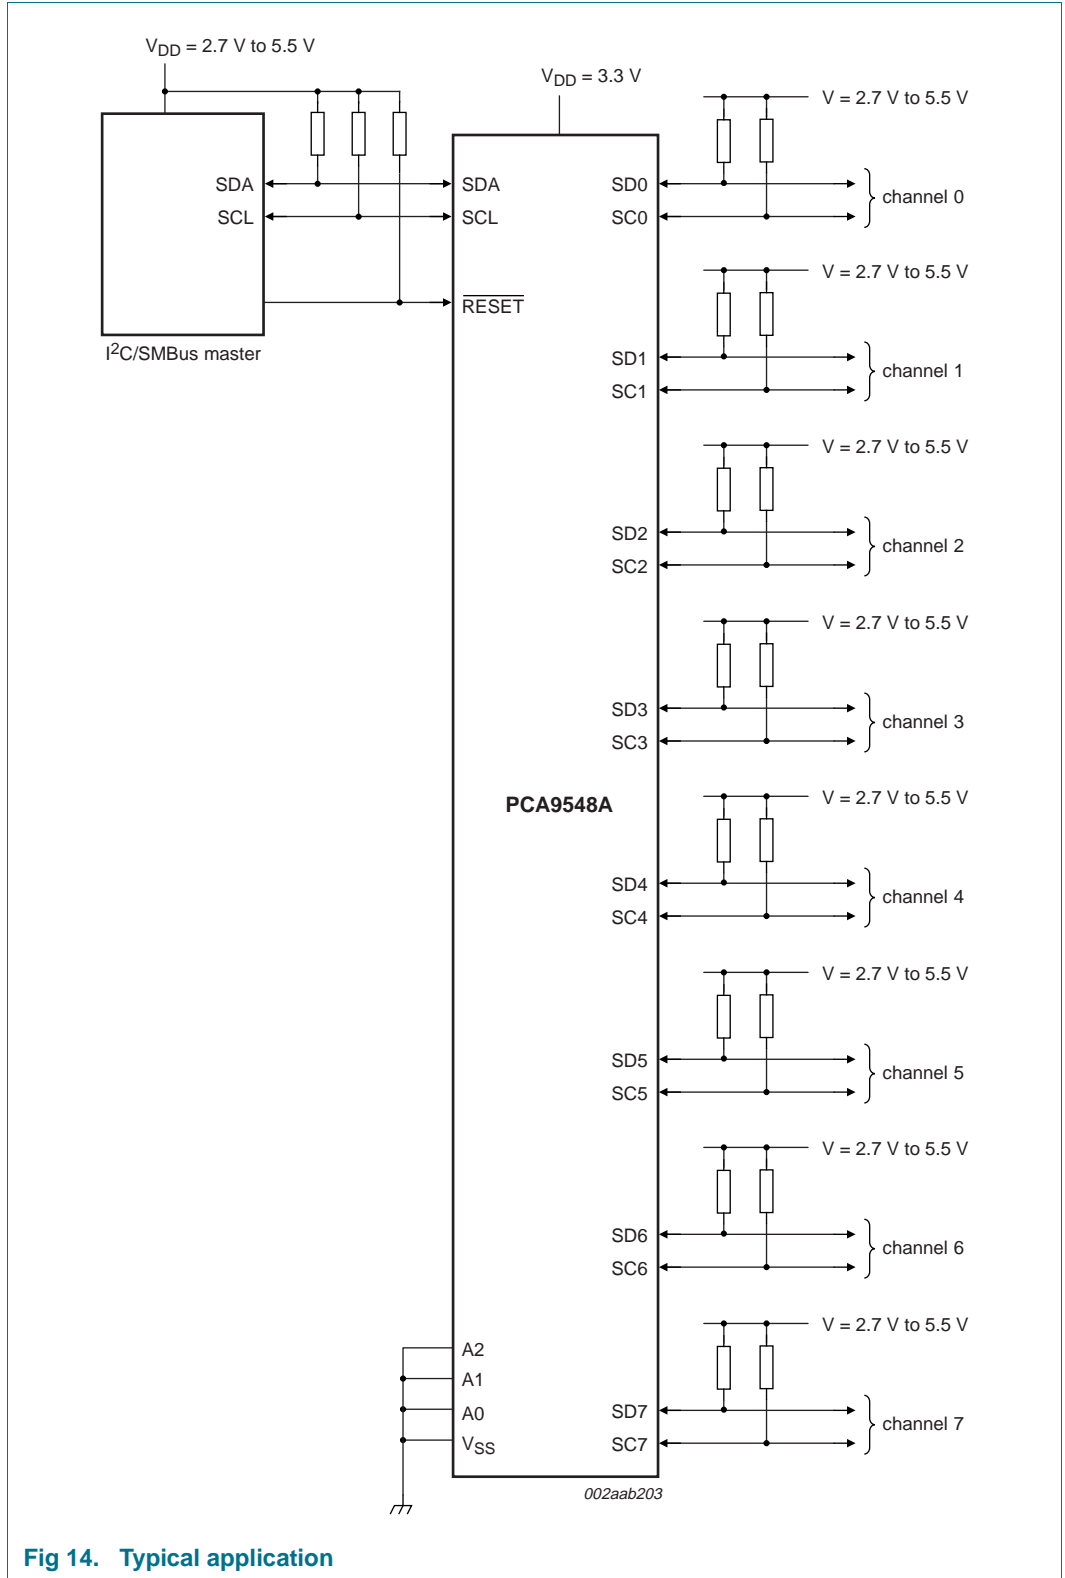 V_DD = 2.7 V to 5.5 V
V_DD = 3.3 V
V = 2.7 V to 5.5 V
SDA
SCL
SDA
SCL
RESET
I²C/SMBus master
SD0
SC0
channel 0
V = 2.7 V to 5.5 V
SD1
SC1
channel 1
V = 2.7 V to 5.5 V
SD2
SC2
channel 2
V = 2.7 V to 5.5 V
SD3
SC3
channel 3
PCA9548A
V = 2.7 V to 5.5 V
SD4
SC4
channel 4
V = 2.7 V to 5.5 V
SD5
SC5
channel 5
V = 2.7 V to 5.5 V
SD6
SC6
channel 6
V = 2.7 V to 5.5 V
SD7
SC7
channel 7
A2
A1
A0
V_SS
002aab203
Fig 14. Typical application